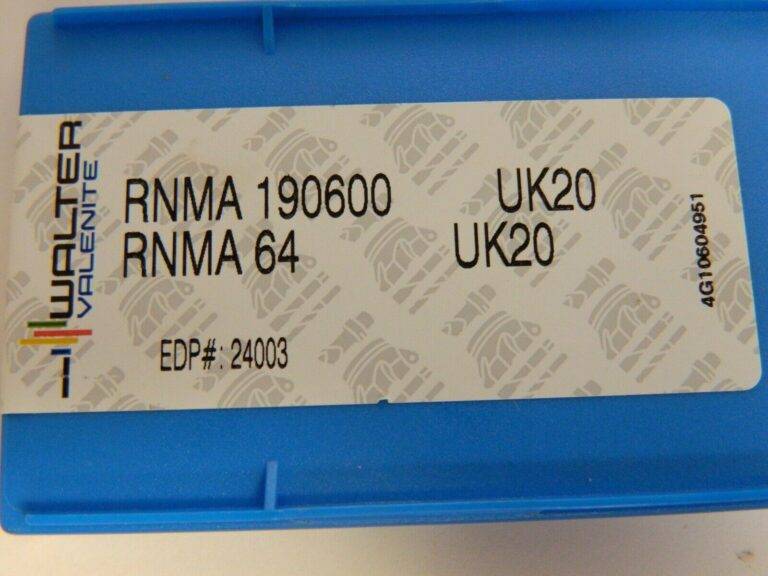 WALTER
VALENITE
RNMA 190600 UK20
RNMA 64 UK20
EDP#: 24003
4G10604951